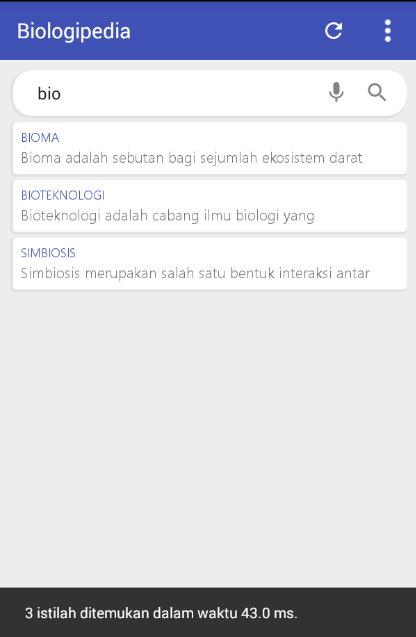 Biologipedia
bio
BIOMA
Bioma adalah sebutan bagi sejumlah ekosistem darat
BIOTEKNOLOGI
Bioteknologi adalah cabang ilmu biologi yang
SIMBIOSIS
Simbiosis merupakan salah satu bentuk interaksi antar
3 istilah ditemukan dalam waktu 43.0 ms.